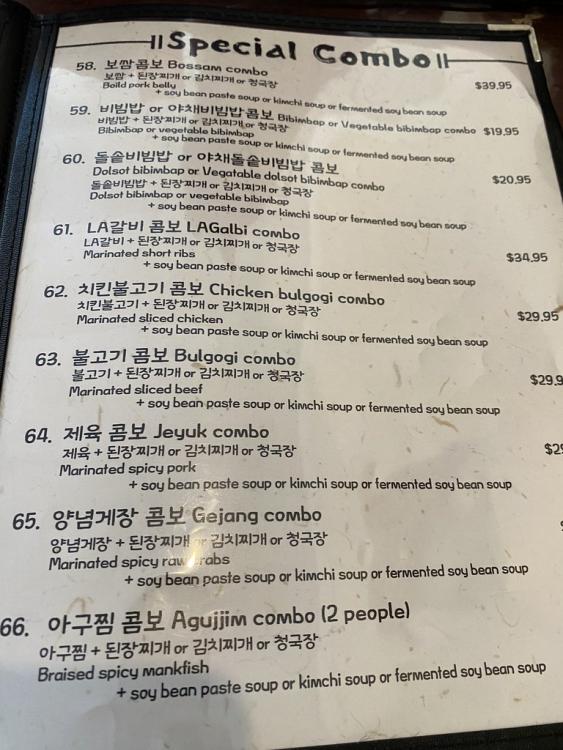 Special Combo
58. 보쌈콤보 Bossam combo
보쌈 + 된장찌개 or 김치찌개 or 청국장 $39.95
Boild pork belly
+ soy bean paste soup or kimchi soup or fermented soy bean soup
59. 비빔밥 or 야채비빔밥콤보 Bibimbap or Vegetable bibimbap combo $19.95
비빔밥 + 된장찌개 or 김치찌개 or 청국장
Bibimbap or vegetable bibimbap
+ soy bean paste soup or kimchi soup or fermented soy bean soup
60. 돌솥비빔밥 or 야채돌솥비빔밥 콤보
Dolsot bibimbap or Vegatable dolsot bibimbap combo $20.95
돌솥비빔밥 + 된장찌개 or 김치찌개 or 청국장
Dolsot bibimbap or vegetable bibimbap
+ soy bean paste soup or kimchi soup or fermented soy bean soup
61. LA갈비 콤보 LAGalbi combo
LA갈비 + 된장찌개 or 김치찌개 or 청국장 $34.95
Marinated short ribs
+ soy bean paste soup or kimchi soup or fermented soy bean soup
62. 치킨불고기 콤보 Chicken bulgogi combo
치킨불고기 + 된장찌개 or 김치찌개 or 청국장 $29.95
Marinated sliced chicken
+ soy bean paste soup or kimchi soup or fermented soy bean soup
63. 불고기 콤보 Bulgogi combo
불고기 + 된장찌개 or 김치찌개 or 청국장 $29.9
Marinated sliced beef
+ soy bean paste soup or kimchi soup or fermented soy bean soup
64. 제육 콤보 Jeyuk combo
제육 + 된장찌개 or 김치찌개 or 청국장 $29
Marinated spicy pork
+ soy bean paste soup or kimchi soup or fermented soy bean soup
65. 양념게장 콤보 Gejang combo
양념게장 + 된장찌개 or 김치찌개 or 청국장
Marinated spicy raw
+ soy bean paste soup or kimchi soup or fermented soy bean soup
66. 아구찜 콤보 Agujjim combo (2 people)
아구찜 + 된장찌개 or 김치찌개 or 청국장
Braised spicy mankfish
+ soy bean paste soup or kimchi soup or fermented soy bean soup